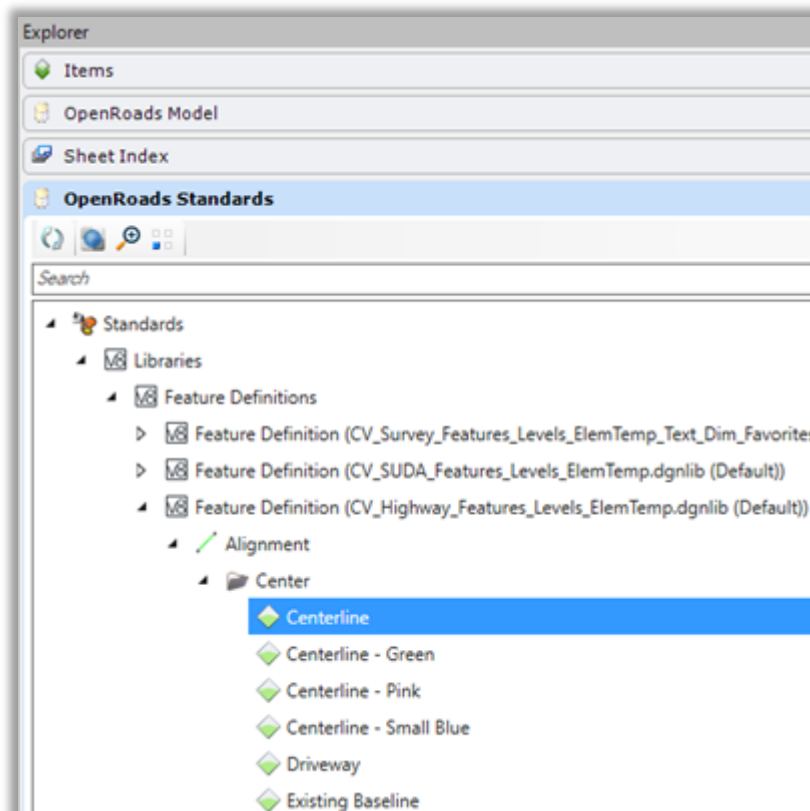 Explorer
Items
OpenRoads Model
Sheet Index
OpenRoads Standards
Search
Standards
Libraries
Feature Definitions
Feature Definition (CV_Survey_Features_Levels_ElemTemp_Text_Dim_Favorites
Feature Definition (CV_SUDA_Features_Levels_ElemTemp.dgnlib (Default))
Feature Definition (CV_Highway_Features_Levels_ElemTemp.dgnlib (Default))
Alignment
Center
Centerline
Centerline - Green
Centerline - Pink
Centerline - Small Blue
Driveway
Existing Baseline